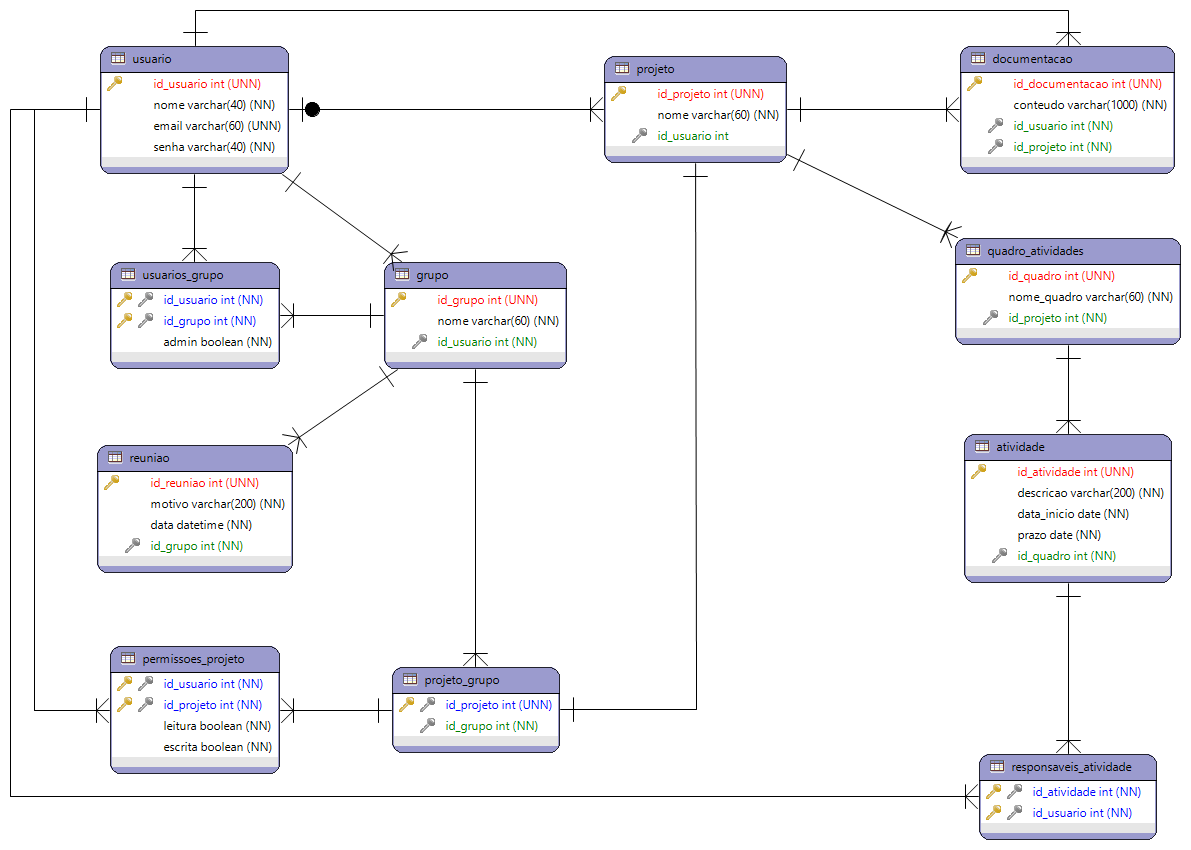 usuario
id_usuario int (UNN)
nome varchar(40) (NN)
email varchar(60) (UNN)
senha varchar(40) (NN)
projeto
id_projeto int (UNN)
nome varchar(60) (NN)
id_usuario int
documentacao
id_documentacao int (UNN)
conteudo varchar(1000) (NN)
id_usuario int (NN)
id_projeto int (NN)
usuarios_grupo
id_usuario int (NN)
id_grupo int (NN)
admin boolean (NN)
grupo
id_grupo int (UNN)
nome varchar(60) (NN)
id_usuario int (NN)
quadro_atividades
id_quadro int (UNN)
nome_quadro varchar(60) (NN)
id_projeto int (NN)
reuniao
id_reuniao int (UNN)
motivo varchar(200) (NN)
data datetime (NN)
id_grupo int (NN)
atividade
id_atividade int (UNN)
descricao varchar(200) (NN)
data_inicio date (NN)
prazo date (NN)
id_quadro int (NN)
permissoes_projeto
id_usuario int (NN)
id_projeto int (NN)
leitura boolean (NN)
escrita boolean (NN)
projeto_grupo
id_projeto int (UNN)
id_grupo int (NN)
responsaveis_atividade
id_atividade int (NN)
id_usuario int (NN)